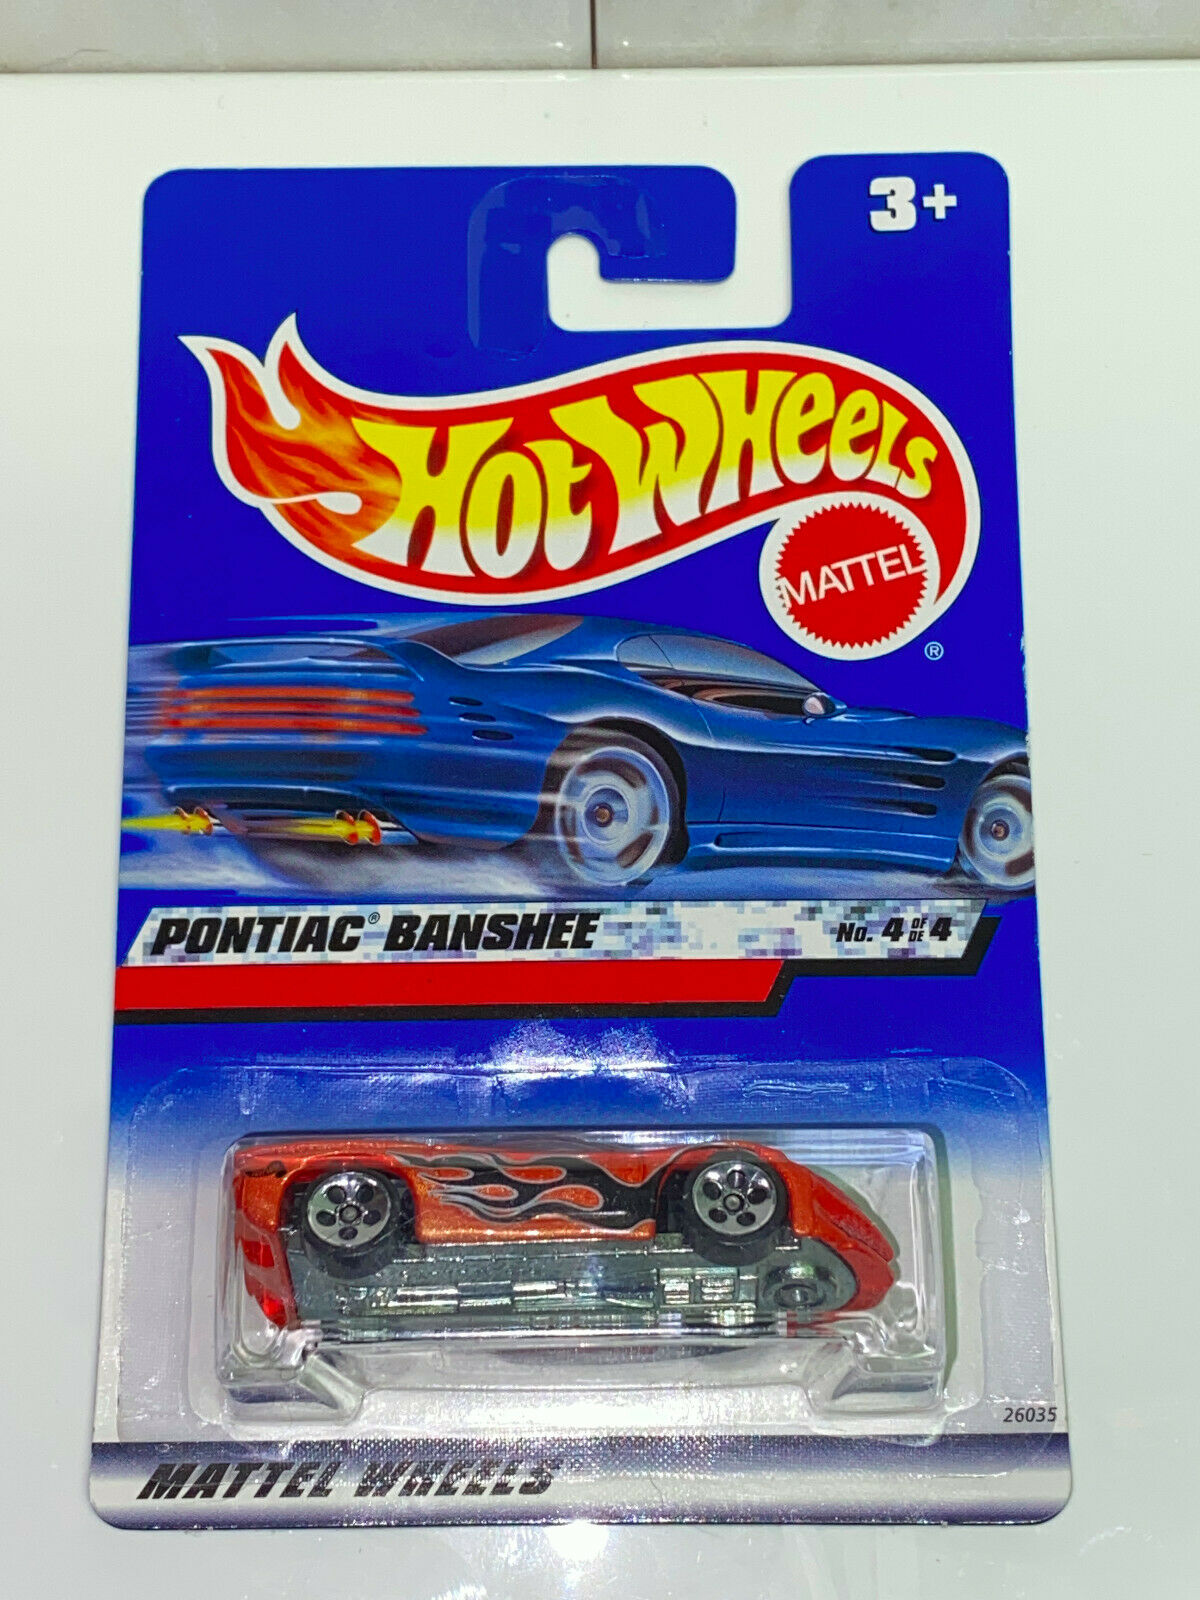 3+
HOT WHEELS
MATTEL
®
PONTIAC® BANSHEE
No. 4 OF DE 4
26035
MATTEL WHEELS